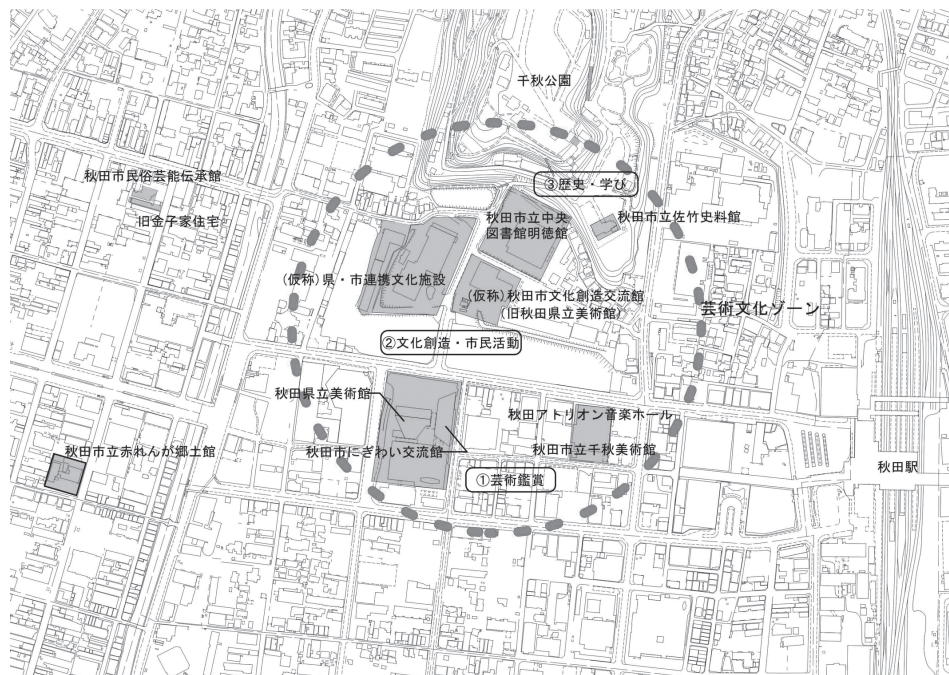 千秋公園
秋田市民俗芸能伝承館
旧金子家住宅
③歴史・学び
秋田市立中央
図書館明徳館
秋田市立佐竹史料館
(仮称)県・市連携文化施設
(仮称)秋田市文化創造交流館
(旧秋田県立美術館)
芸術文化ゾーン
②文化創造・市民活動
秋田県立美術館
秋田アトリオン音楽ホール
秋田市立赤れんが郷土館
秋田市にぎわい交流館
秋田市立千秋美術館
秋田駅
①芸術鑑賞